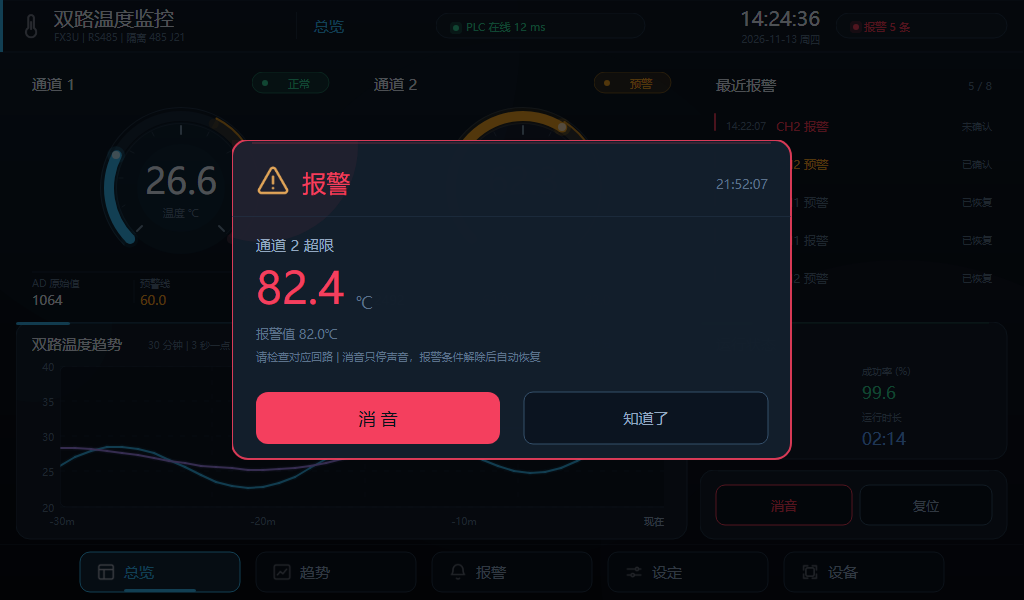 双路温度监控
FX3U | RS485 | 隔离 485 J21
总览
PLC 在线 12 ms
14:24:36
2026-11-13 周四
报警 5 条
通道 1
正常
通道 2
预警
最近报警
5 / 8
14:22:07 CH2 报警 未确认
2 预警 已确认
1 预警 已恢复
1 报警 已恢复
2 预警 已恢复
26.6
温度 ℃
AD 原始值
1064
预警线
60.0
报警
21:52:07
通道 2 超限
82.4 ℃
报警值 82.0℃
请检查对应回路 | 消音只停声音，报警条件解除后自动恢复
消 音
知道了
双路温度趋势
30 分钟 | 3 秒一点
40
35
30
25
20
-30m
-20m
-10m
现在
成功率 (%)
99.6
运行时长
02:14
消音
复位
总览
趋势
报警
设定
设备